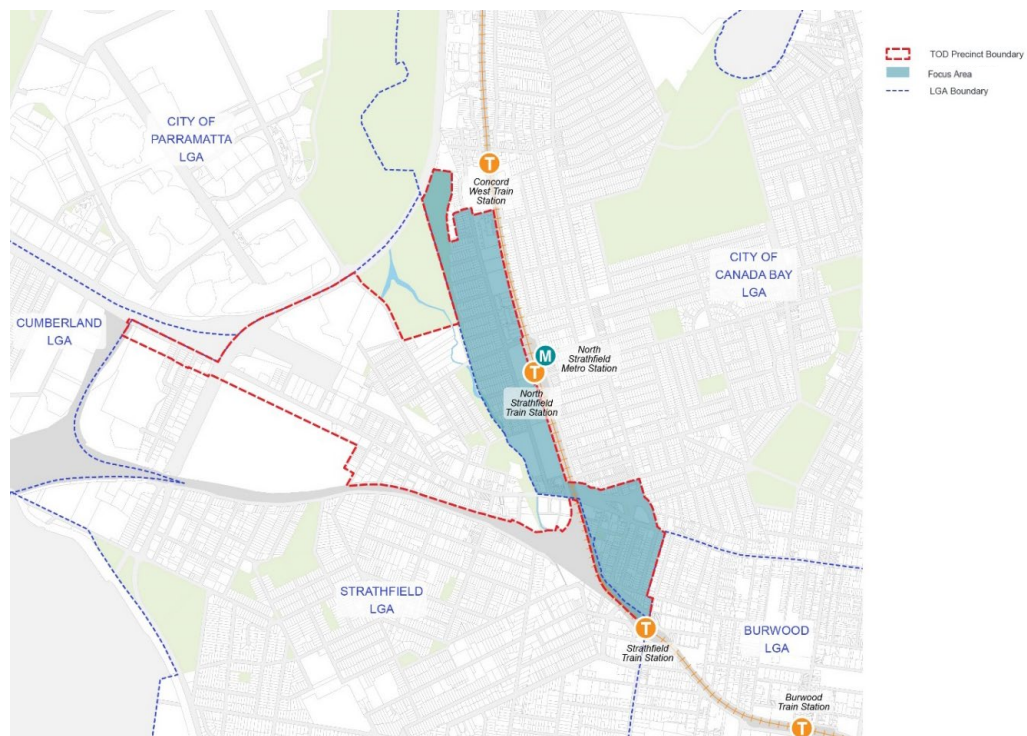 TOD Precinct Boundary
Focus Area
LGA Boundary
CITY OF
PARRAMATTA
LGA
T
Concord
West Train
Station
CITY OF
CANADA BAY
LGA
CUMBERLAND
LGA
M
North
Strathfield
Metro Station
T
North
Strathfield
Train Station
STRATHFIELD
LGA
T
Strathfield
Train Station
BURWOOD
LGA
Burwood
Train Station
T